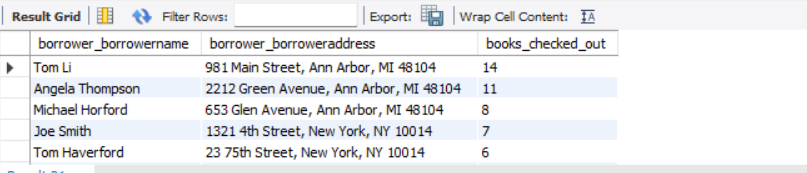 Result Grid Filter Rows: Export: Wrap Cell Content: IA
borrower_borrowername borrower_borroweraddress books_checked_out
Tom Li 981 Main Street, Ann Arbor, MI 48104 14
Angela Thompson 2212 Green Avenue, Ann Arbor, MI 48104 11
Michael Horford 653 Glen Avenue, Ann Arbor, MI 48104 8
Joe Smith 1321 4th Street, New York, NY 10014 7
Tom Haverford 23 75th Street, New York, NY 10014 6